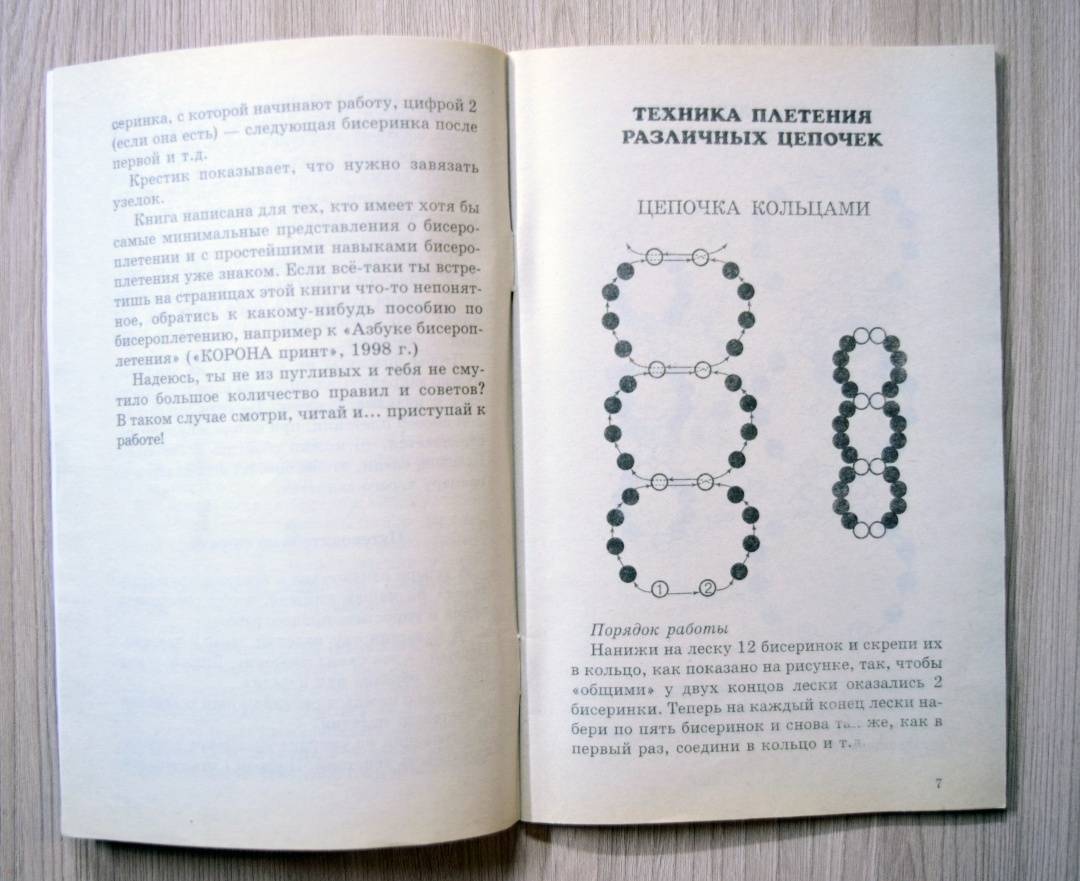 серинка, с которой начинают работу, цифрой 2
(если она есть) — следующая бисеринка после
первой и т.д.
Крестик показывает, что нужно завязать
узелок.
Книга написана для тех, кто имеет хотя бы
самые минимальные представления о бисеро-
плетении и с простейшими навыками бисеро-
плетения уже знаком. Если всё-таки ты встре-
тишь на страницах этой книги что-то непонят-
ное, обратись к какому-нибудь пособию по
бисероплетению, например к «Азбуке бисероп-
летения» («КОРОНА принт», 1998 г.)
Надеюсь, ты не из пугливых и тебя не сму-
тило большое количество правил и советов?
В таком случае смотри, читай и... приступай к
работе!
ТЕХНИКА ПЛЕТЕНИЯ
РАЗЛИЧНЫХ ЦЕПОЧЕК
ЦЕПОЧКА КОЛЬЦАМИ
1 2
Порядок работы
Нанижи на леску 12 бисеринок и скрепи их
в кольцо, как показано на рисунке, так, чтобы
«общими» у двух концов лески оказались 2
бисеринки. Теперь на каждый конец лески на-
бери по пять бисеринок и снова же, как в
первый раз, соедини в кольцо и т.д.
7